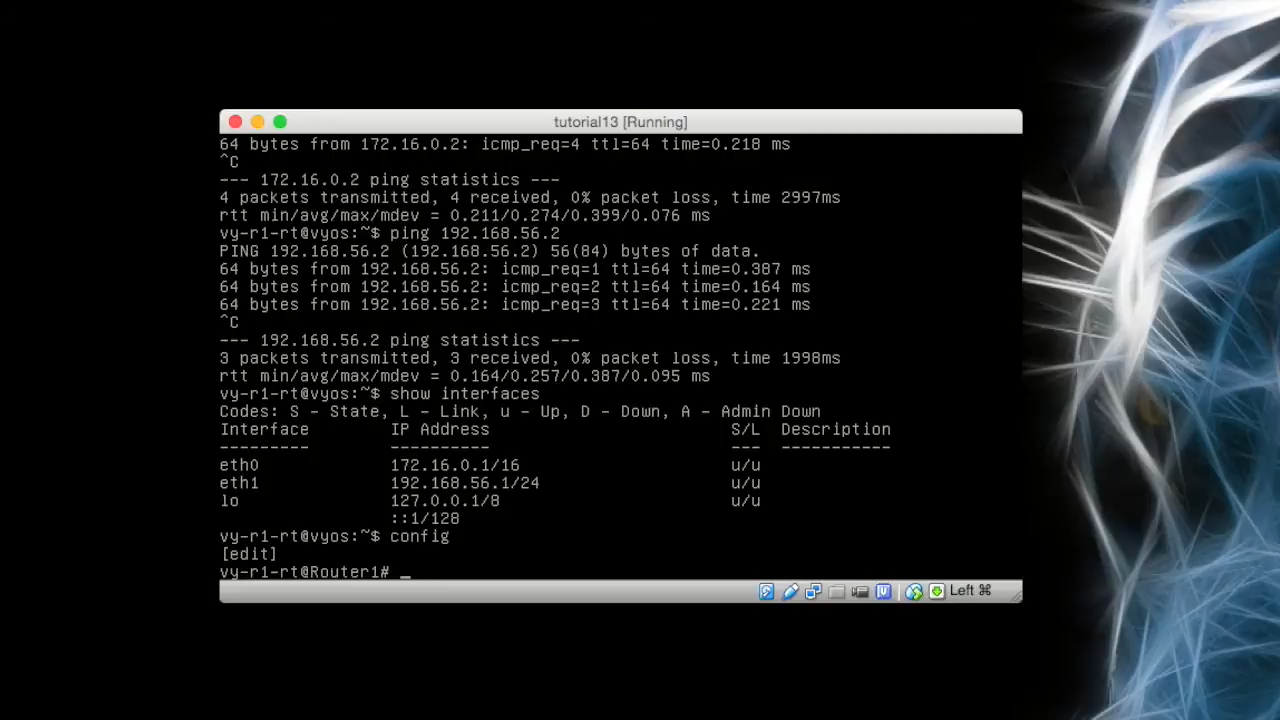 tutorial13 [Running]
64 bytes from 172.16.0.2: icmp_req=4 ttl=64 time=0.218 ms
^C
--- 172.16.0.2 ping statistics ---
4 packets transmitted, 4 received, 0% packet loss, time 2997ms
rtt min/avg/max/mdev = 0.211/0.274/0.399/0.076 ms
vy-r1-rt@vyos:~$ ping 192.168.56.2
PING 192.168.56.2 (192.168.56.2) 56(84) bytes of data.
64 bytes from 192.168.56.2: icmp_req=1 ttl=64 time=0.387 ms
64 bytes from 192.168.56.2: icmp_req=2 ttl=64 time=0.164 ms
64 bytes from 192.168.56.2: icmp_req=3 ttl=64 time=0.221 ms
^C
--- 192.168.56.2 ping statistics ---
3 packets transmitted, 3 received, 0% packet loss, time 1998ms
rtt min/avg/max/mdev = 0.164/0.257/0.387/0.095 ms
vy-r1-rt@vyos:~$ show interfaces
Codes: S - State, L - Link, u - Up, D - Down, A - Admin Down
Interface IP Address S/L Description
--------- ---------- --- -----------
eth0 172.16.0.1/16 u/u
eth1 192.168.56.1/24 u/u
lo 127.0.0.1/8 u/u
::1/128
vy-r1-rt@vyos:~$ config
[edit]
vy-r1-rt@Router1# _
Left ⌘